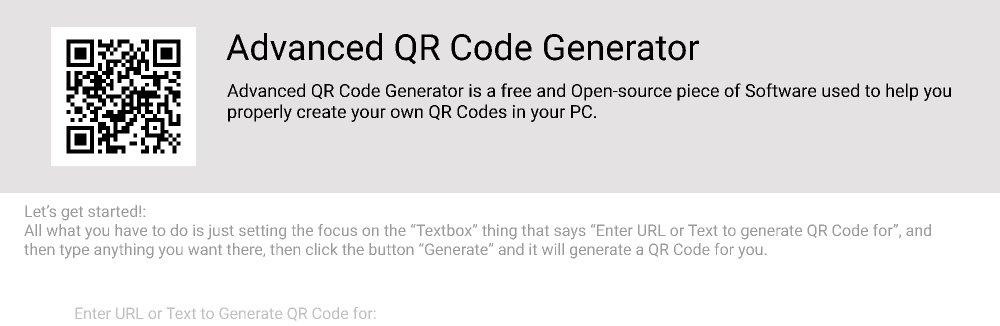 Advanced QR Code Generator
Advanced QR Code Generator is a free and Open-source piece of Software used to help you
properly create your own QR Codes in your PC.
Let’s get started!:
All what you have to do is just setting the focus on the “Textbox” thing that says “Enter URL or Text to generate QR Code for”, and
then type anything you want there, then click the button “Generate” and it will generate a QR Code for you.
Enter URL or Text to Generate QR Code for: